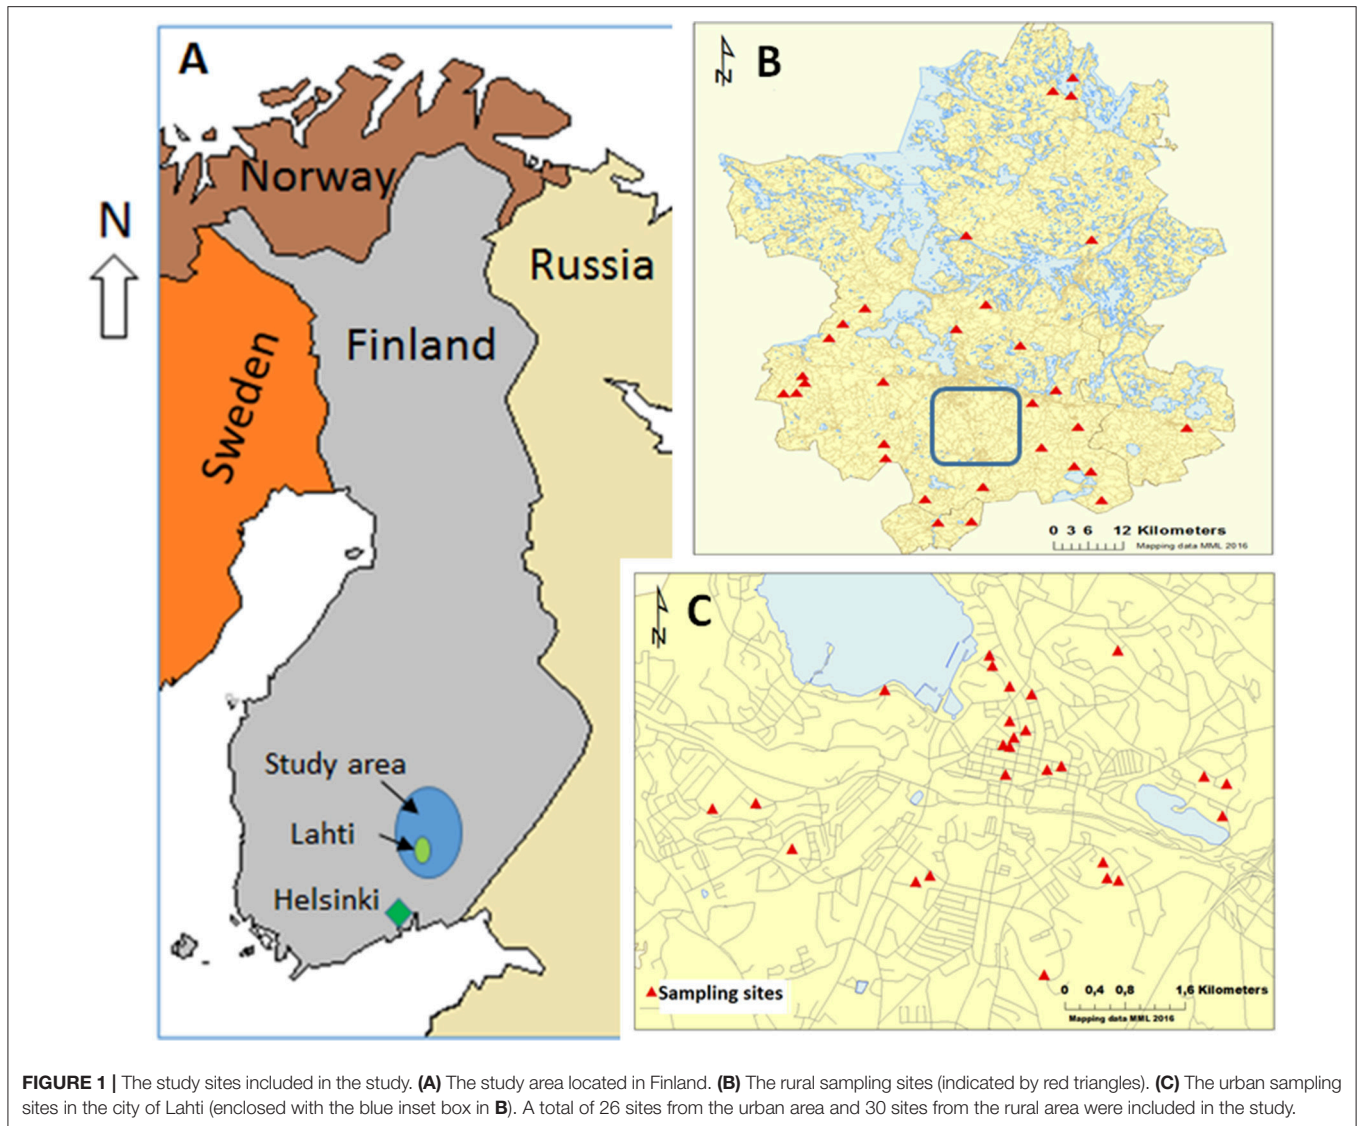 A
Norway
N
Russia
Finland
Sweden
Study area
Lahti
Helsinki
N
B
0 3 6 12 Kilometers
Mapping data MML 2016
N
C
Sampling sites
0 0,4 0,8 1,6 Kilometers
Mapping data MML 2016
FIGURE 1 | The study sites included in the study. (A) The study area located in Finland. (B) The rural sampling sites (indicated by red triangles). (C) The urban sampling
sites in the city of Lahti (enclosed with the blue inset box in B). A total of 26 sites from the urban area and 30 sites from the rural area were included in the study.